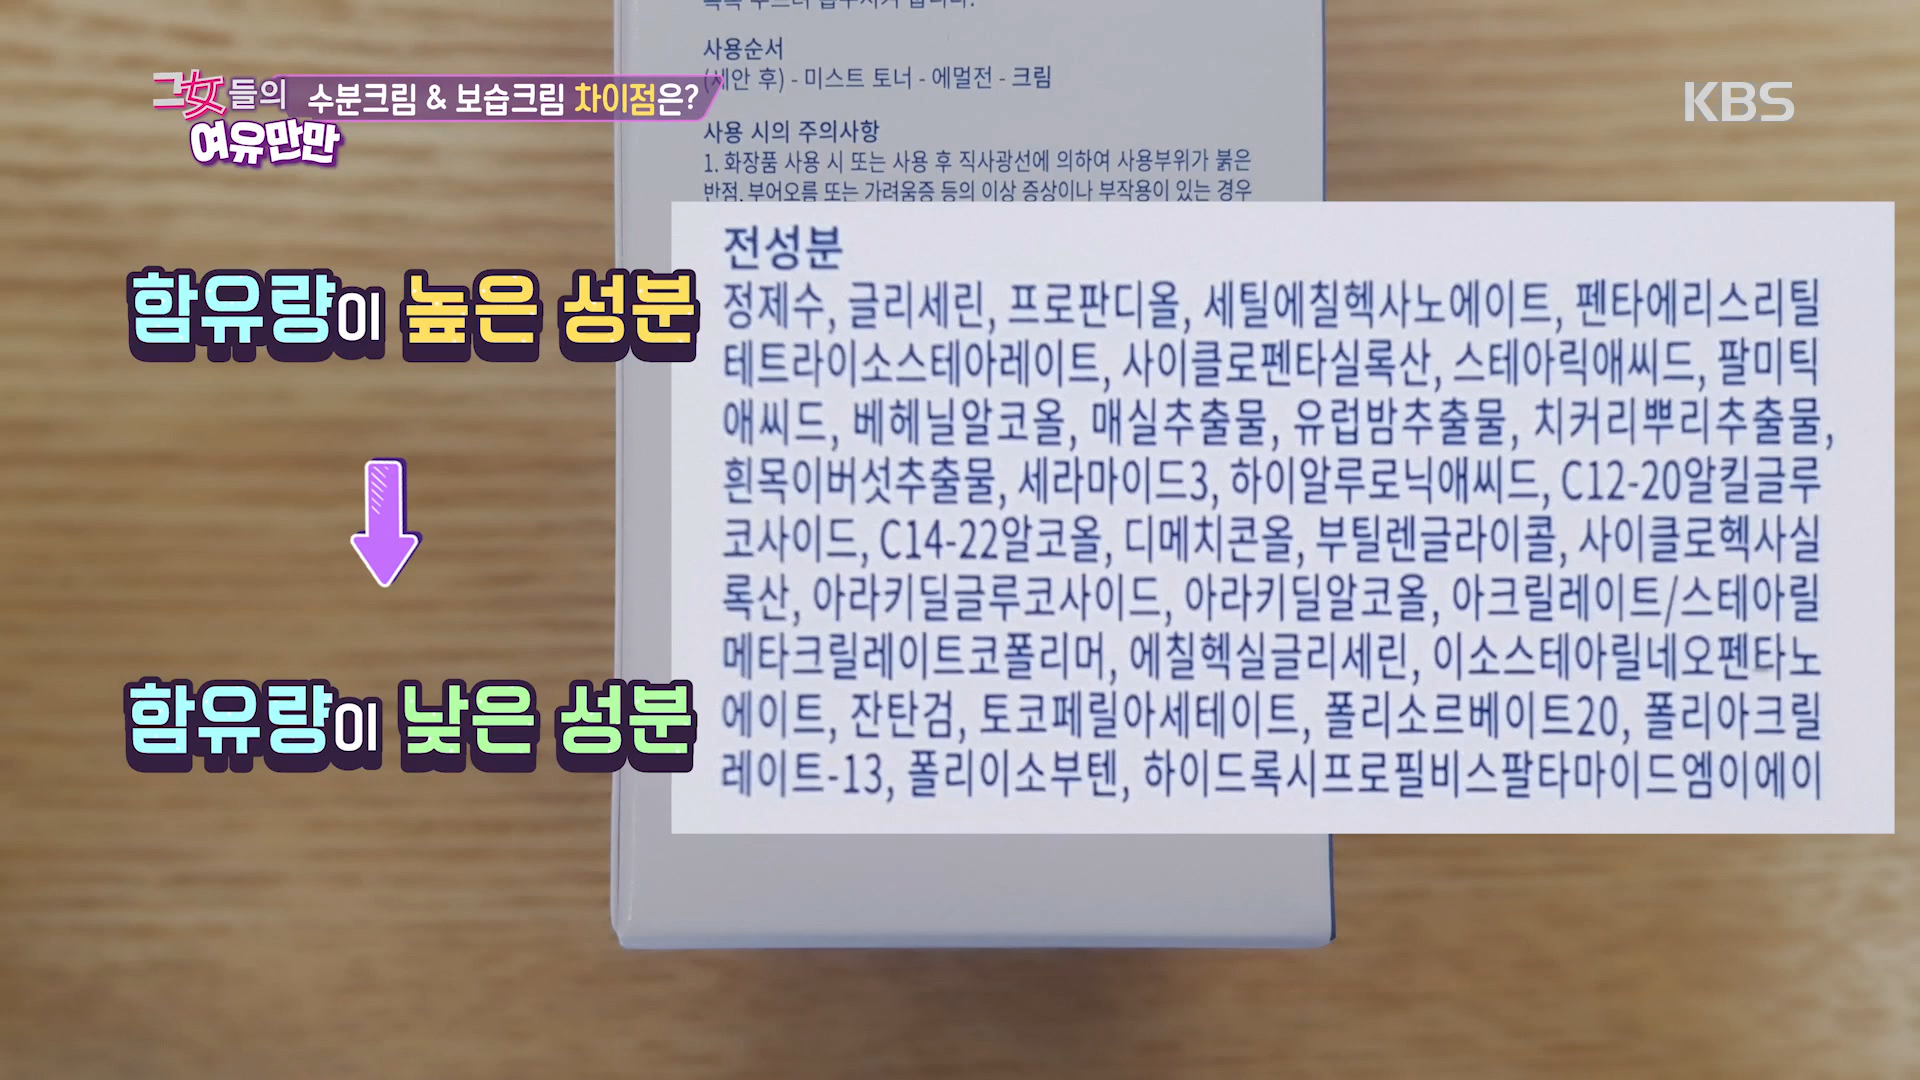 그女들의
여유만만
수분크림 & 보습크림 차이점은?
KBS
사용순서
(세안 후) - 미스트 토너 - 에멀전 - 크림
사용 시의 주의사항
1. 화장품 사용 시 또는 사용 후 직사광선에 의하여 사용부위가 붉은
반점, 부어오름 또는 가려움증 등의 이상 증상이나 부작용이 있는 경우
함유량이 높은 성분
함유량이 낮은 성분
전성분
정제수, 글리세린, 프로판디올, 세틸에칠헥사노에이트, 펜타에리스리틸
테트라이소스테아레이트, 사이클로펜타실록산, 스테아릭애씨드, 팔미틱
애씨드, 베헤닐알코올, 매실추출물, 유럽밤추출물, 치커리뿌리추출물,
흰목이버섯추출물, 세라마이드3, 하이알루로닉애씨드, C12-20알킬글루
코사이드, C14-22알코올, 디메치콘올, 부틸렌글라이콜, 사이클로헥사실
록산, 아라키딜글루코사이드, 아라키딜알코올, 아크릴레이트/스테아릴
메타크릴레이트코폴리머, 에칠헥실글리세린, 이소스테아릴네오펜타노
에이트, 잔탄검, 토코페릴아세테이트, 폴리소르베이트20, 폴리아크릴
레이트-13, 폴리이소부텐, 하이드록시프로필비스팔타마이드엠이에이